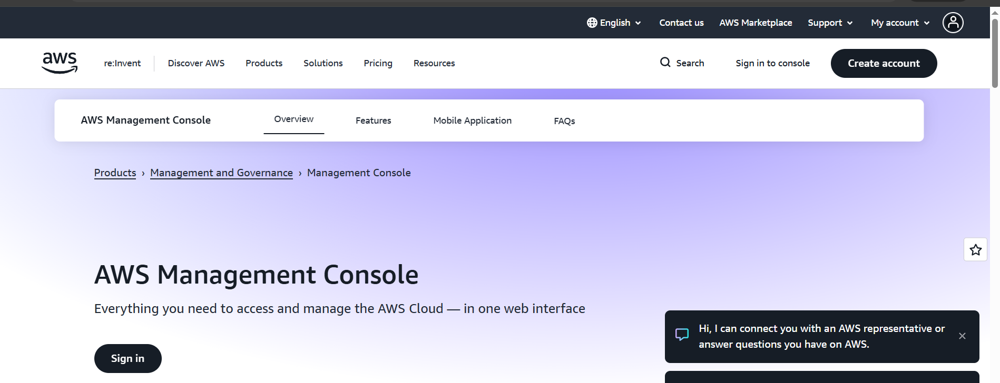 English Contact us AWS Marketplace Support My account
aws re:Invent Discover AWS Products Solutions Pricing Resources Search Sign in to console Create account
AWS Management Console Overview Features Mobile Application FAQs
Products › Management and Governance › Management Console
AWS Management Console
Everything you need to access and manage the AWS Cloud — in one web interface
Hi, I can connect you with an AWS representative or
answer questions you have on AWS.
Sign in